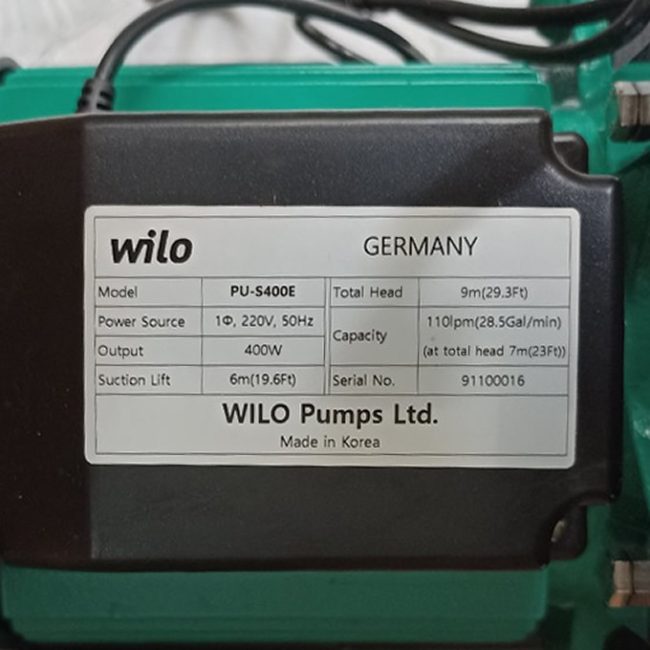 wilo GERMANY
Model PU-S400E Total Head 9m(29.3Ft)
Power Source 1Φ, 220V, 50Hz Capacity 110lpm(28.5Gal/min)
Output 400W (at total head 7m(23Ft))
Suction Lift 6m(19.6Ft) Serial No. 91100016
WILO Pumps Ltd.
Made in Korea